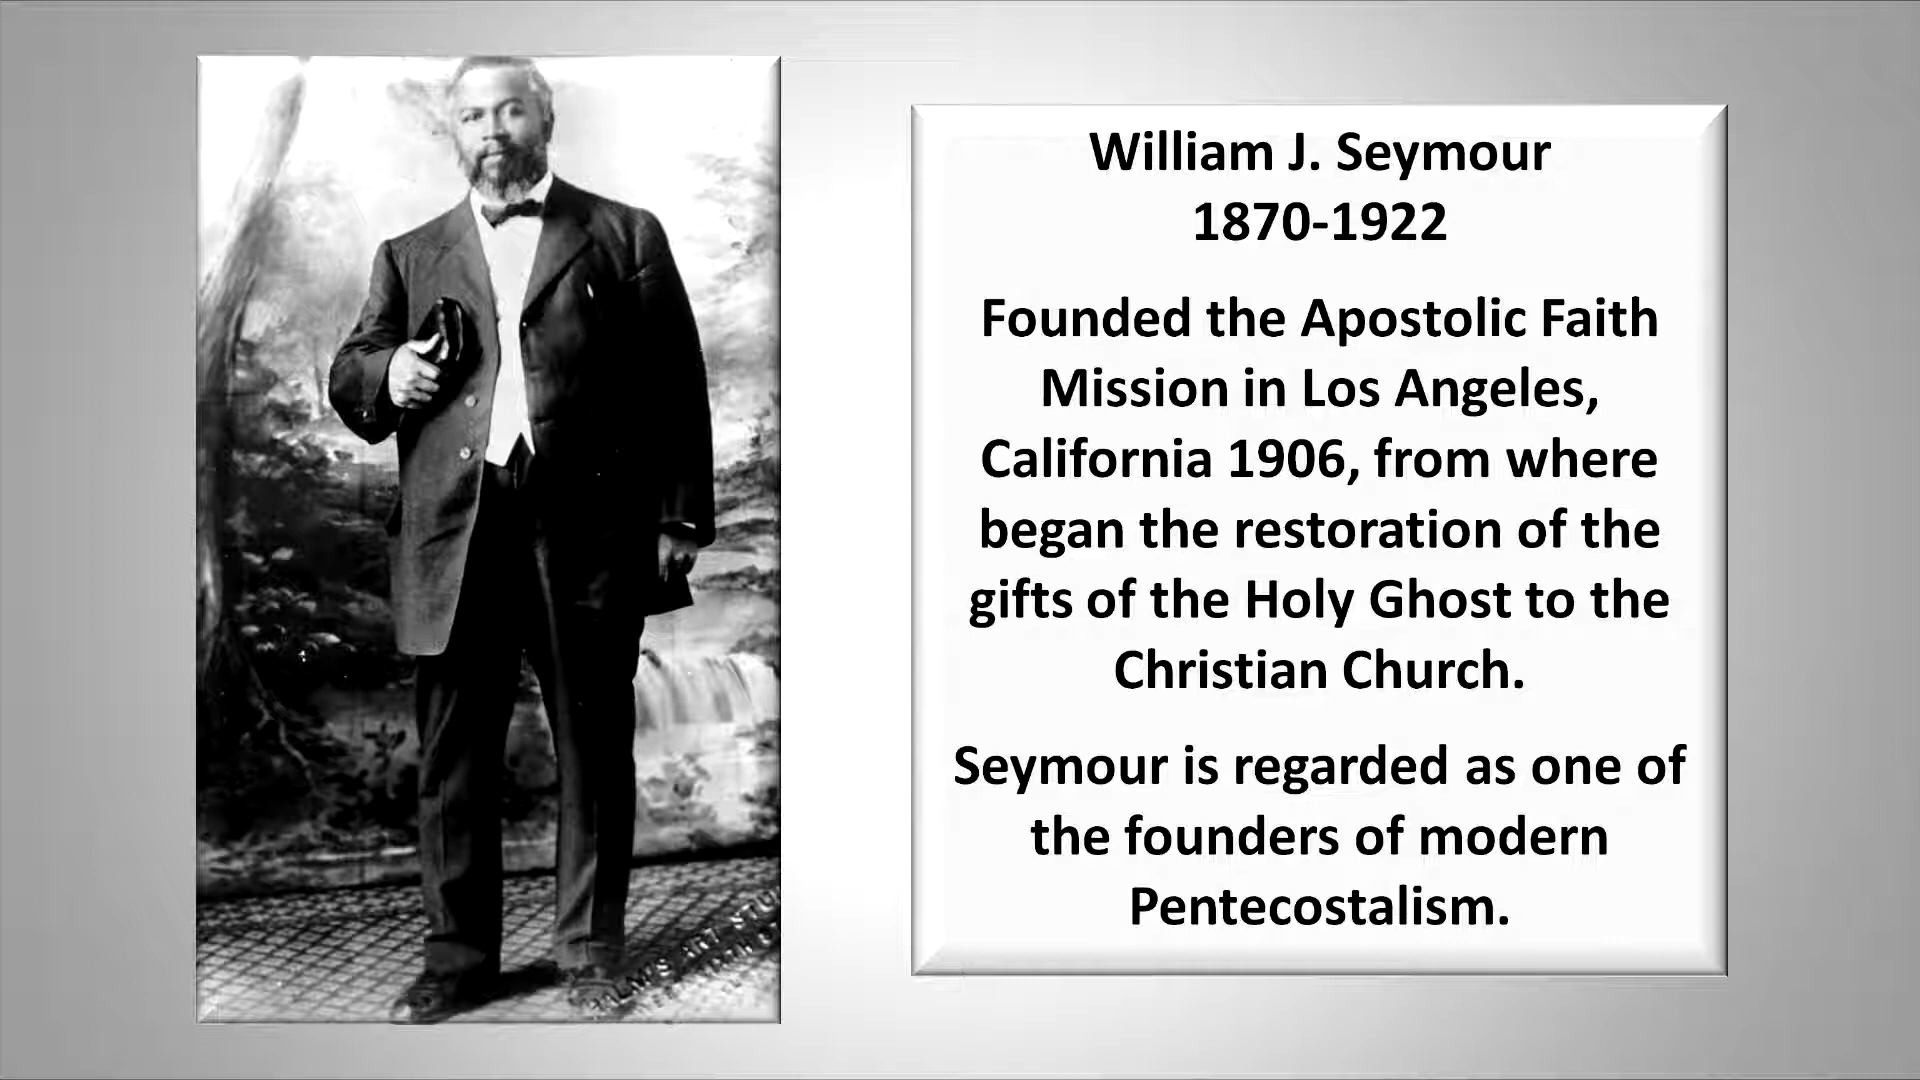 William J. Seymour
1870-1922
Founded the Apostolic Faith
Mission in Los Angeles,
California 1906, from where
began the restoration of the
gifts of the Holy Ghost to the
Christian Church.
Seymour is regarded as one of
the founders of modern
Pentecostalism.
ART